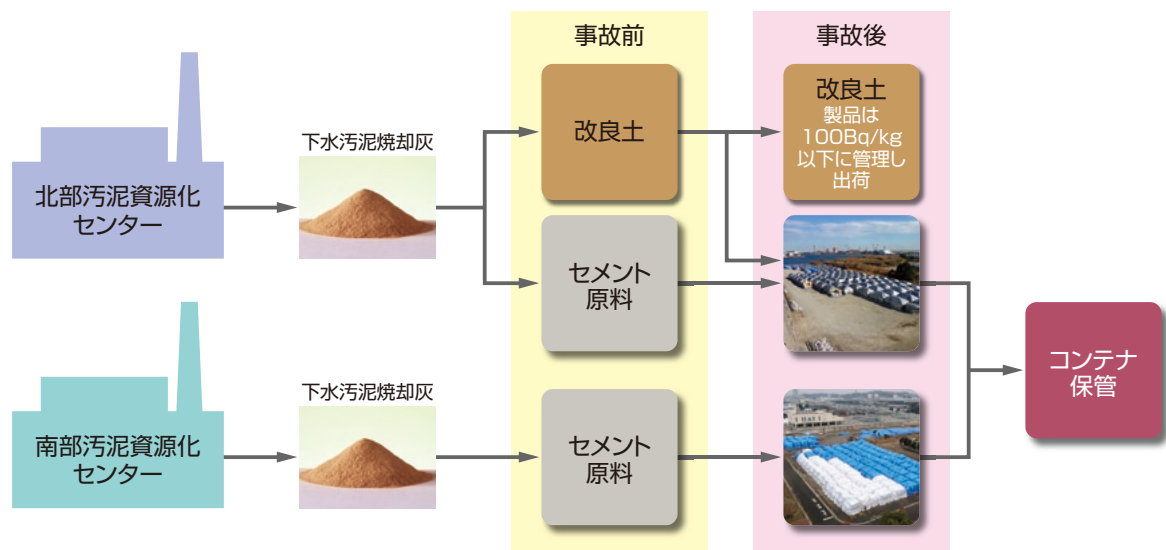 事故前
事故後
北部汚泥資源化
センター
下水汚泥焼却灰
改良土
改良土
製品は
100Bq/kg
以下に管理し
出荷
セメント
原料
南部汚泥資源化
センター
下水汚泥焼却灰
セメント
原料
コンテナ
保管